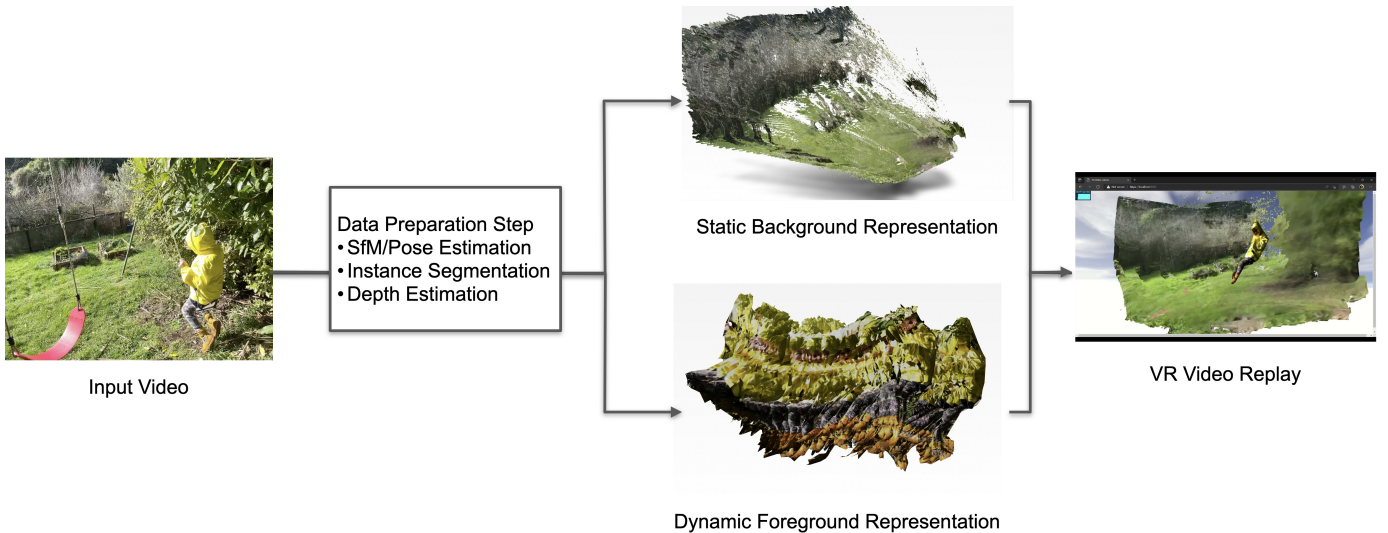 Input Video
Data Preparation Step
• SfM/Pose Estimation
• Instance Segmentation
• Depth Estimation
Static Background Representation
Dynamic Foreground Representation
VR Video Replay